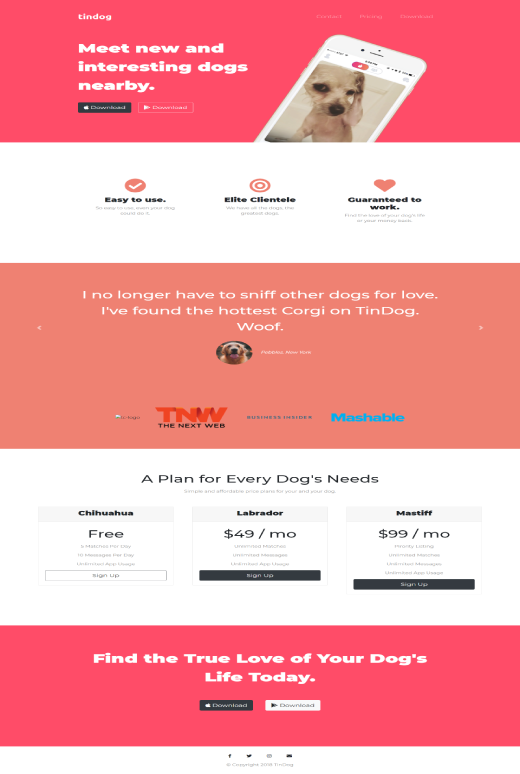 tindog
Contact Pricing Download
Meet new and
interesting dogs
nearby.
Download Download
Easy to use.
So easy to use, even your dog
could do it.
Elite Clientele
We have all the dogs, the
greatest dogs.
Guaranteed to
work.
Find the love of your dog's life
or your money back.
I no longer have to sniff other dogs for love.
I've found the hottest Corgi on TinDog.
Woof.
Pebbles, New York
TNW
THE NEXT WEB
BUSINESS INSIDER
Mashable
A Plan for Every Dog's Needs
Simple and affordable price plans for your and your dog.
Chihuahua
Free
5 Matches Per Day
10 Messages Per Day
Unlimited App Usage
Sign Up
Labrador
$49 / mo
Unlimited Matches
Unlimited Messages
Unlimited App Usage
Sign Up
Mastiff
$99 / mo
Priority Listing
Unlimited Matches
Unlimited Messages
Unlimited App Usage
Sign Up
Find the True Love of Your Dog's
Life Today.
Download Download